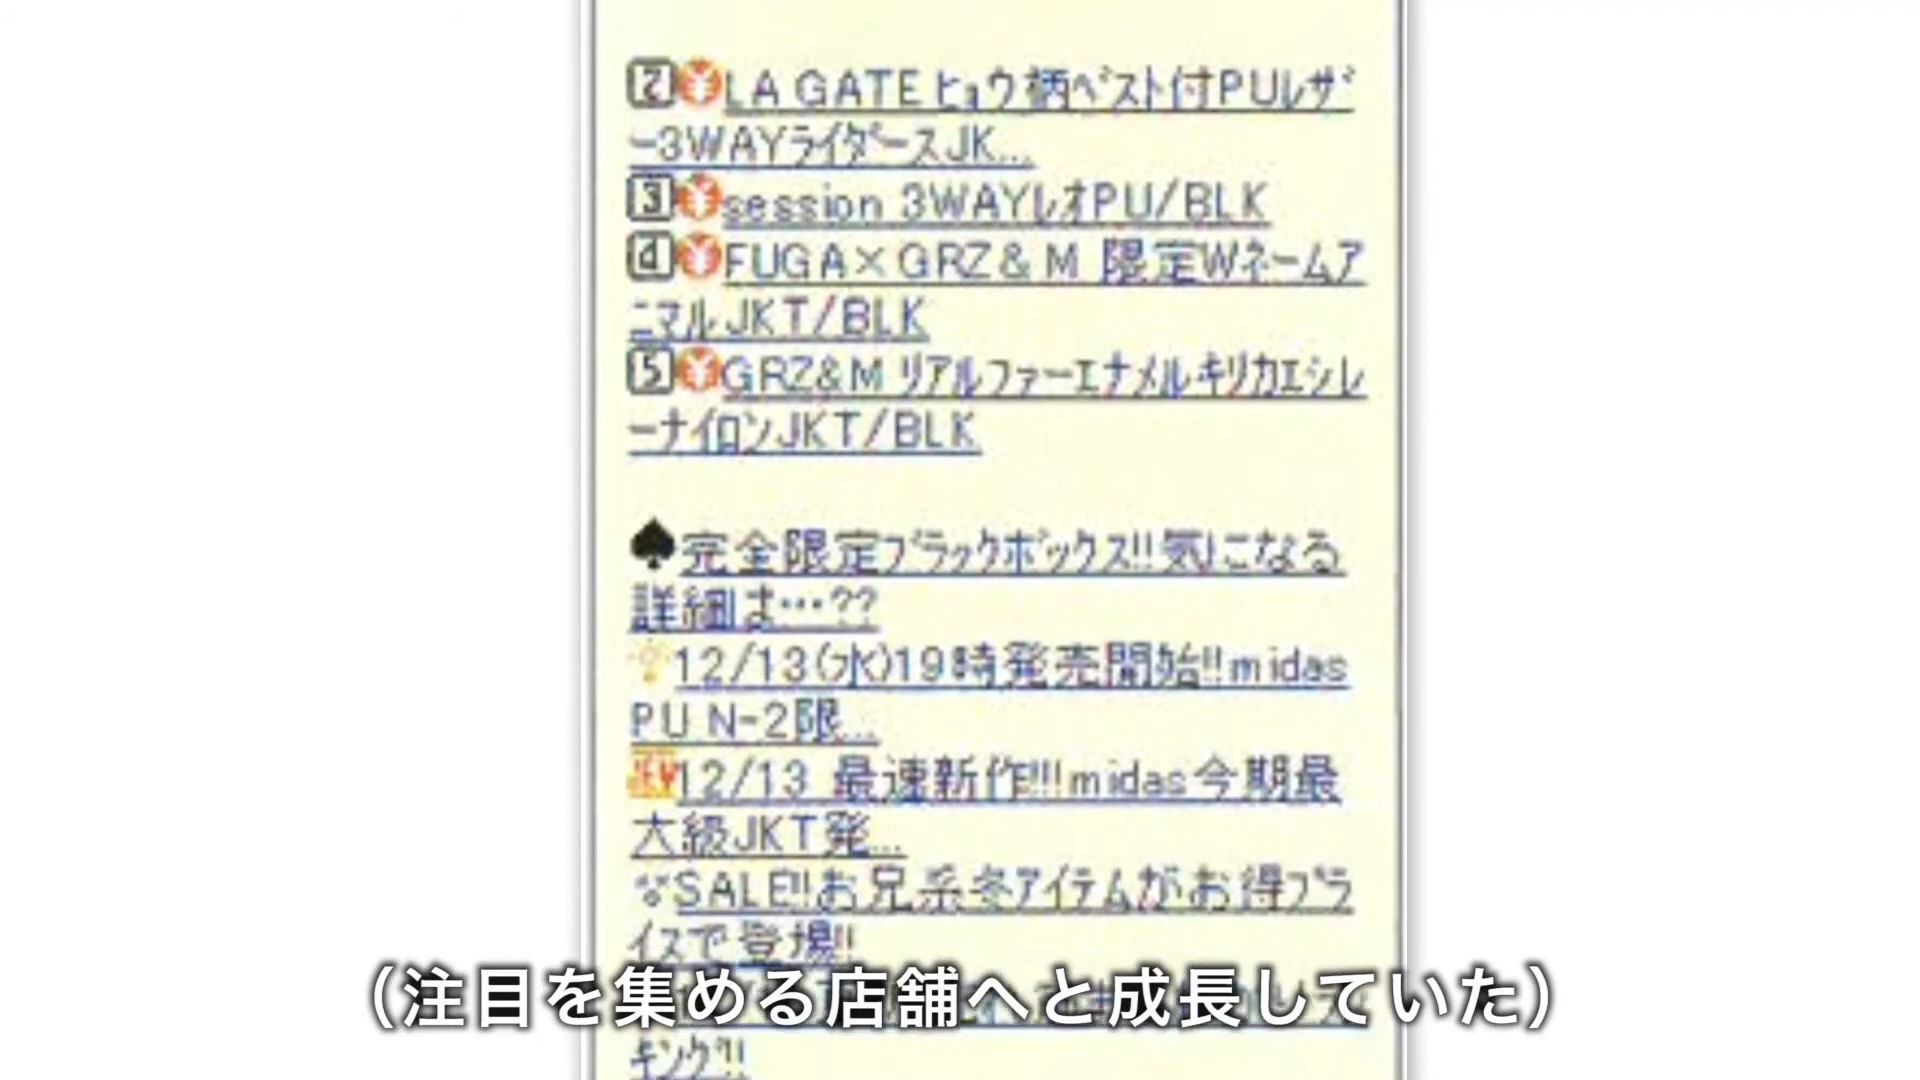 2¥LA GATE ﾋｮｳ柄ﾍﾞｽﾄ付PUﾚｻﾞ
ｰ3WAYﾗｲﾀﾞｰｽJK...
3¥session 3WAYﾚｵPU/BLK
4¥FUGA×GRZ&M 限定Wﾈｰﾑｱ
ﾆﾏﾙJKT/BLK
5¥GRZ&M ﾘｱﾙﾌｧｰｴﾅﾒﾙｷﾘｶｴｼﾚ
ｰﾅｲﾛﾝJKT/BLK
♠完全限定ﾌﾞﾗｯｸﾎﾞｯｸｽ!!気になる
詳細は…??
12/13(水)19時発売開始!!midas
PU N-2限...
NEW12/13 最速新作!!!midas今期最
大級JKT発...
SALE!!お兄系冬ｱｲﾃﾑがお得ﾌﾟﾗ
ｲｽで登場!!
（注目を集める店舗へと成長していた）
ｷﾝｸﾞ!!